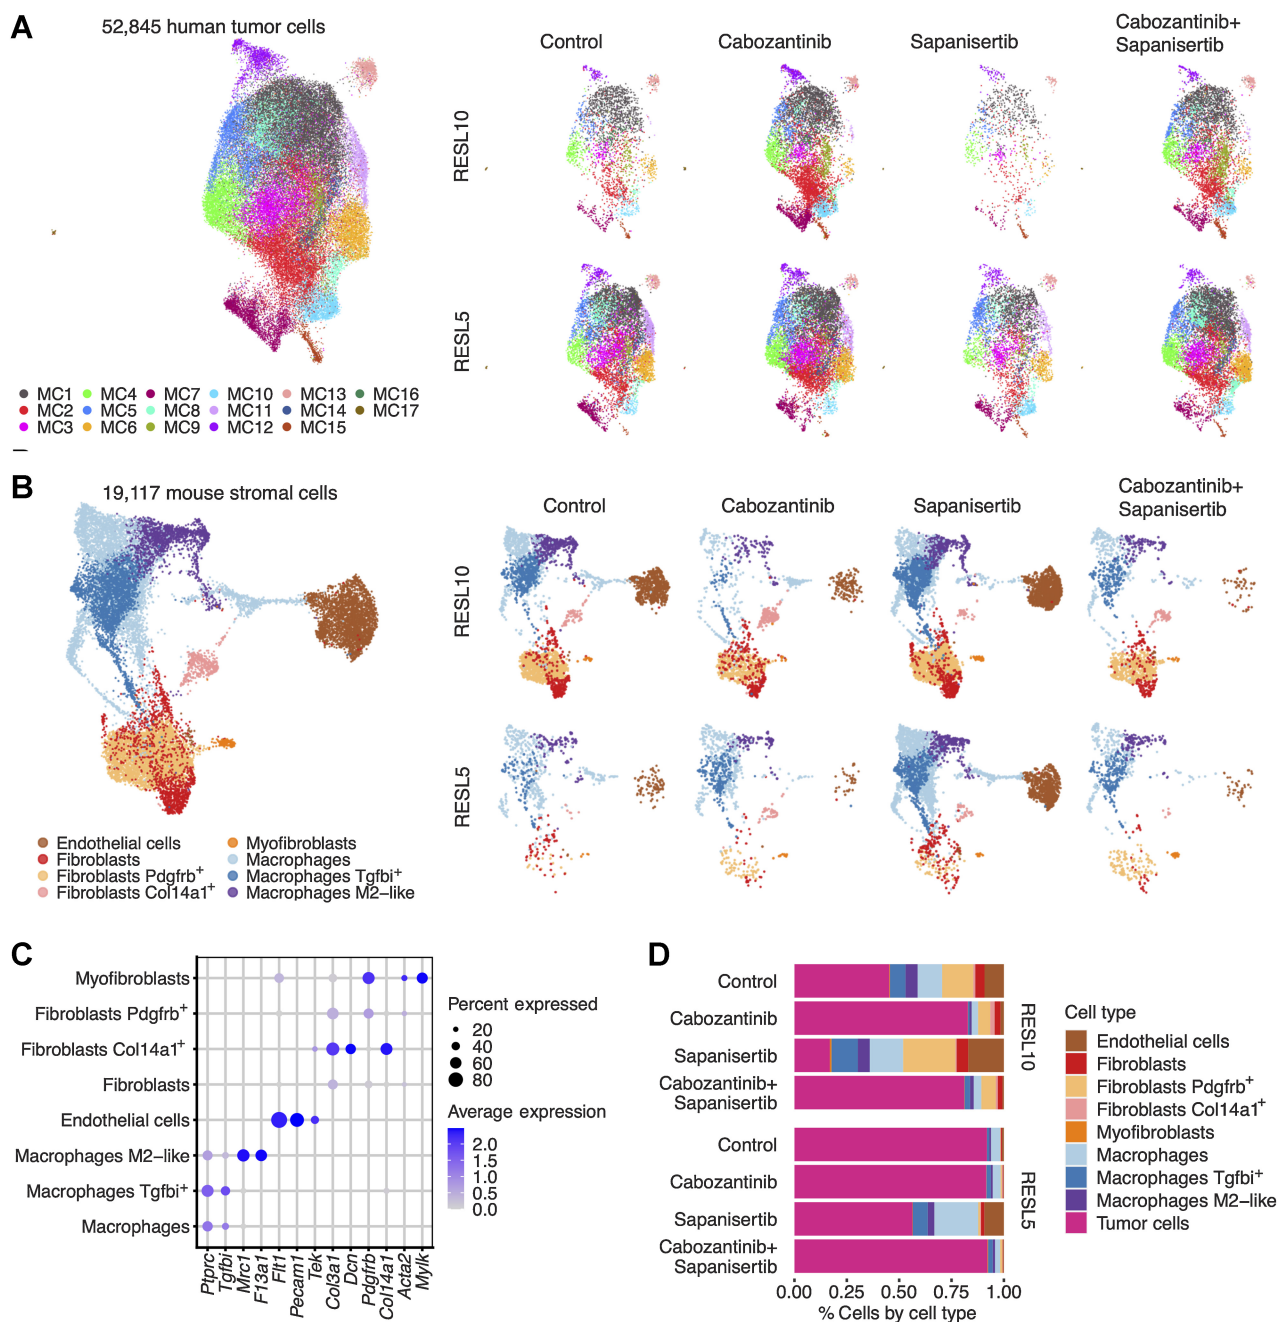 A
52,845 human tumor cells
Control
Cabozantinib
Sapanisertib
Cabozantinib+
Sapanisertib
RESL10
RESL5
MC1 MC4 MC7 MC10 MC13 MC16
MC2 MC5 MC8 MC11 MC14 MC17
MC3 MC6 MC9 MC12 MC15
B
19,117 mouse stromal cells
Control
Cabozantinib
Sapanisertib
Cabozantinib+
Sapanisertib
RESL10
RESL5
Endothelial cells
Fibroblasts
Fibroblasts Pdgfrb+
Fibroblasts Col14a1+
Myofibroblasts
Macrophages
Macrophages Tgfbi+
Macrophages M2−like
C
Myofibroblasts
Fibroblasts Pdgfrb+
Fibroblasts Col14a1+
Fibroblasts
Endothelial cells
Macrophages M2−like
Macrophages Tgfbi+
Macrophages
Ptprc
Tgfbi
Mrc1
F13a1
Flt1
Pecam1
Tek
Col3a1
Dcn
Pdgfrb
Col14a1
Acta2
Mylk
Percent expressed
20
40
60
80
Average expression
2.0
1.5
1.0
0.5
0.0
D
Control
Cabozantinib
Sapanisertib
Cabozantinib+
Sapanisertib
RESL10
Control
Cabozantinib
Sapanisertib
Cabozantinib+
Sapanisertib
RESL5
0.00 0.25 0.50 0.75 1.00
% Cells by cell type
Cell type
Endothelial cells
Fibroblasts
Fibroblasts Pdgfrb+
Fibroblasts Col14a1+
Myofibroblasts
Macrophages
Macrophages Tgfbi+
Macrophages M2−like
Tumor cells